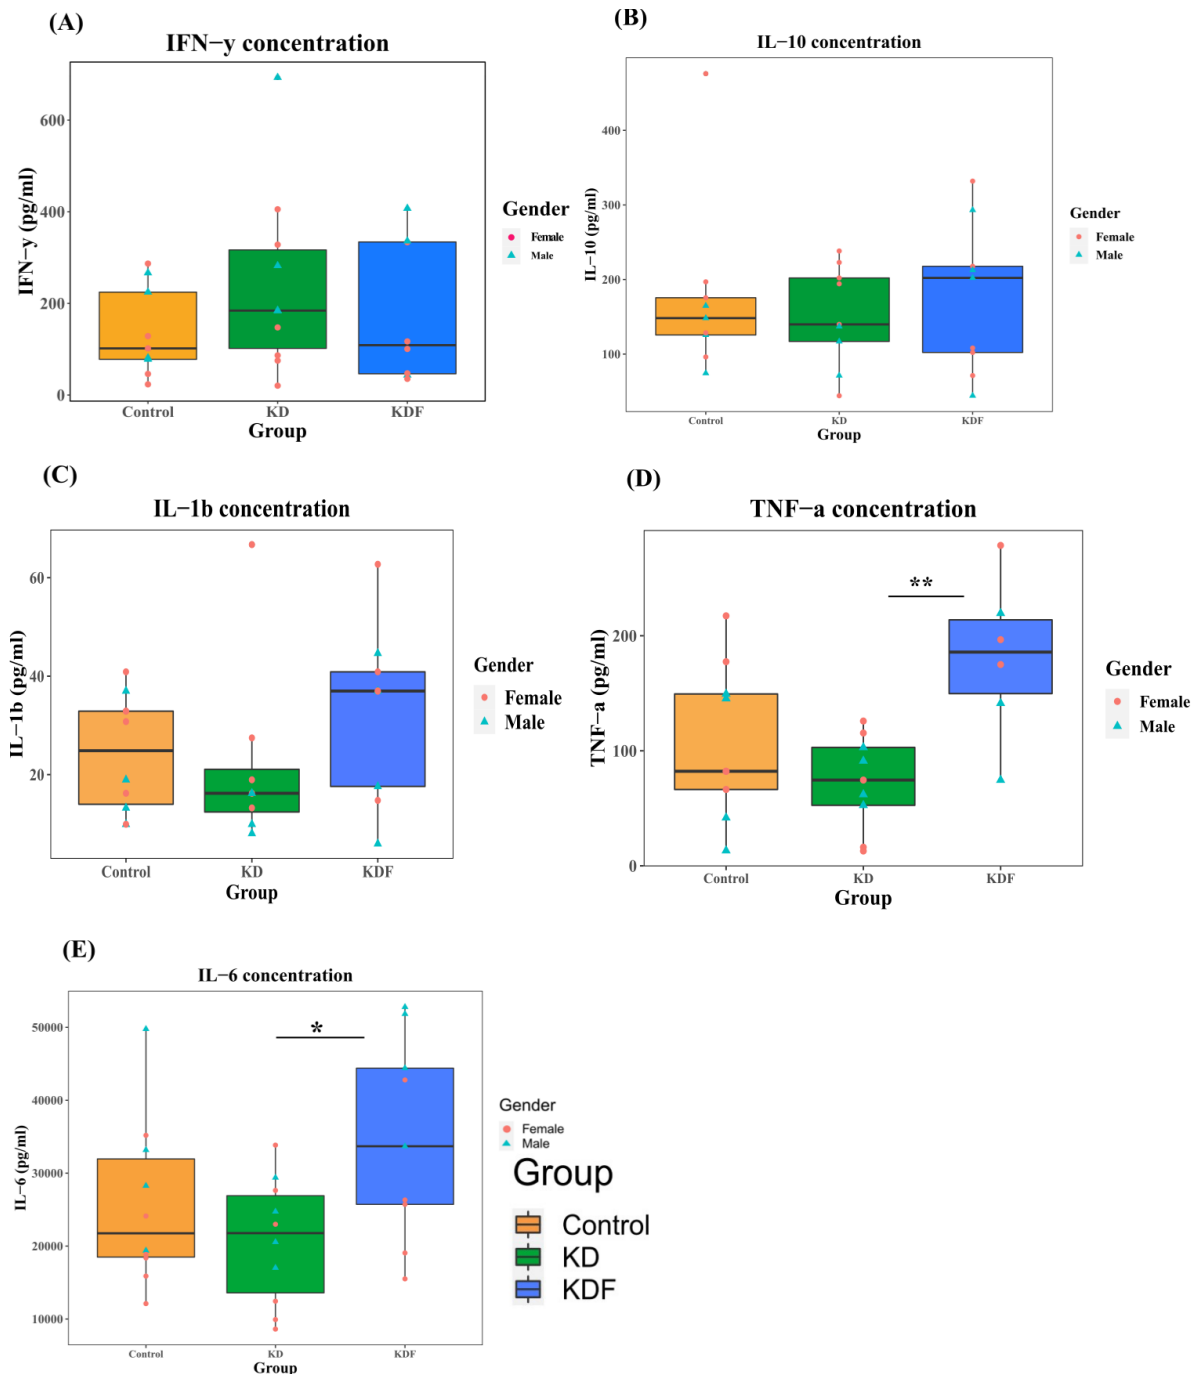 (A)
IFN−y concentration
IFN−y (pg/ml)
600
400
200
0
Control KD KDF
Group
Gender
Female
Male
(B)
IL−10 concentration
IL−10 (pg/ml)
400
300
200
100
Control KD KDF
Group
Gender
Female
Male
(C)
IL−1b concentration
IL−1b (pg/ml)
60
40
20
Control KD KDF
Group
Gender
Female
Male
(D)
TNF−a concentration
TNF−a (pg/ml)
200
100
0
**
Control KD KDF
Group
Gender
Female
Male
(E)
IL−6 concentration
IL−6 (pg/ml)
50000
40000
30000
20000
10000
*
Control KD KDF
Group
Gender
Female
Male
Group
Control
KD
KDF